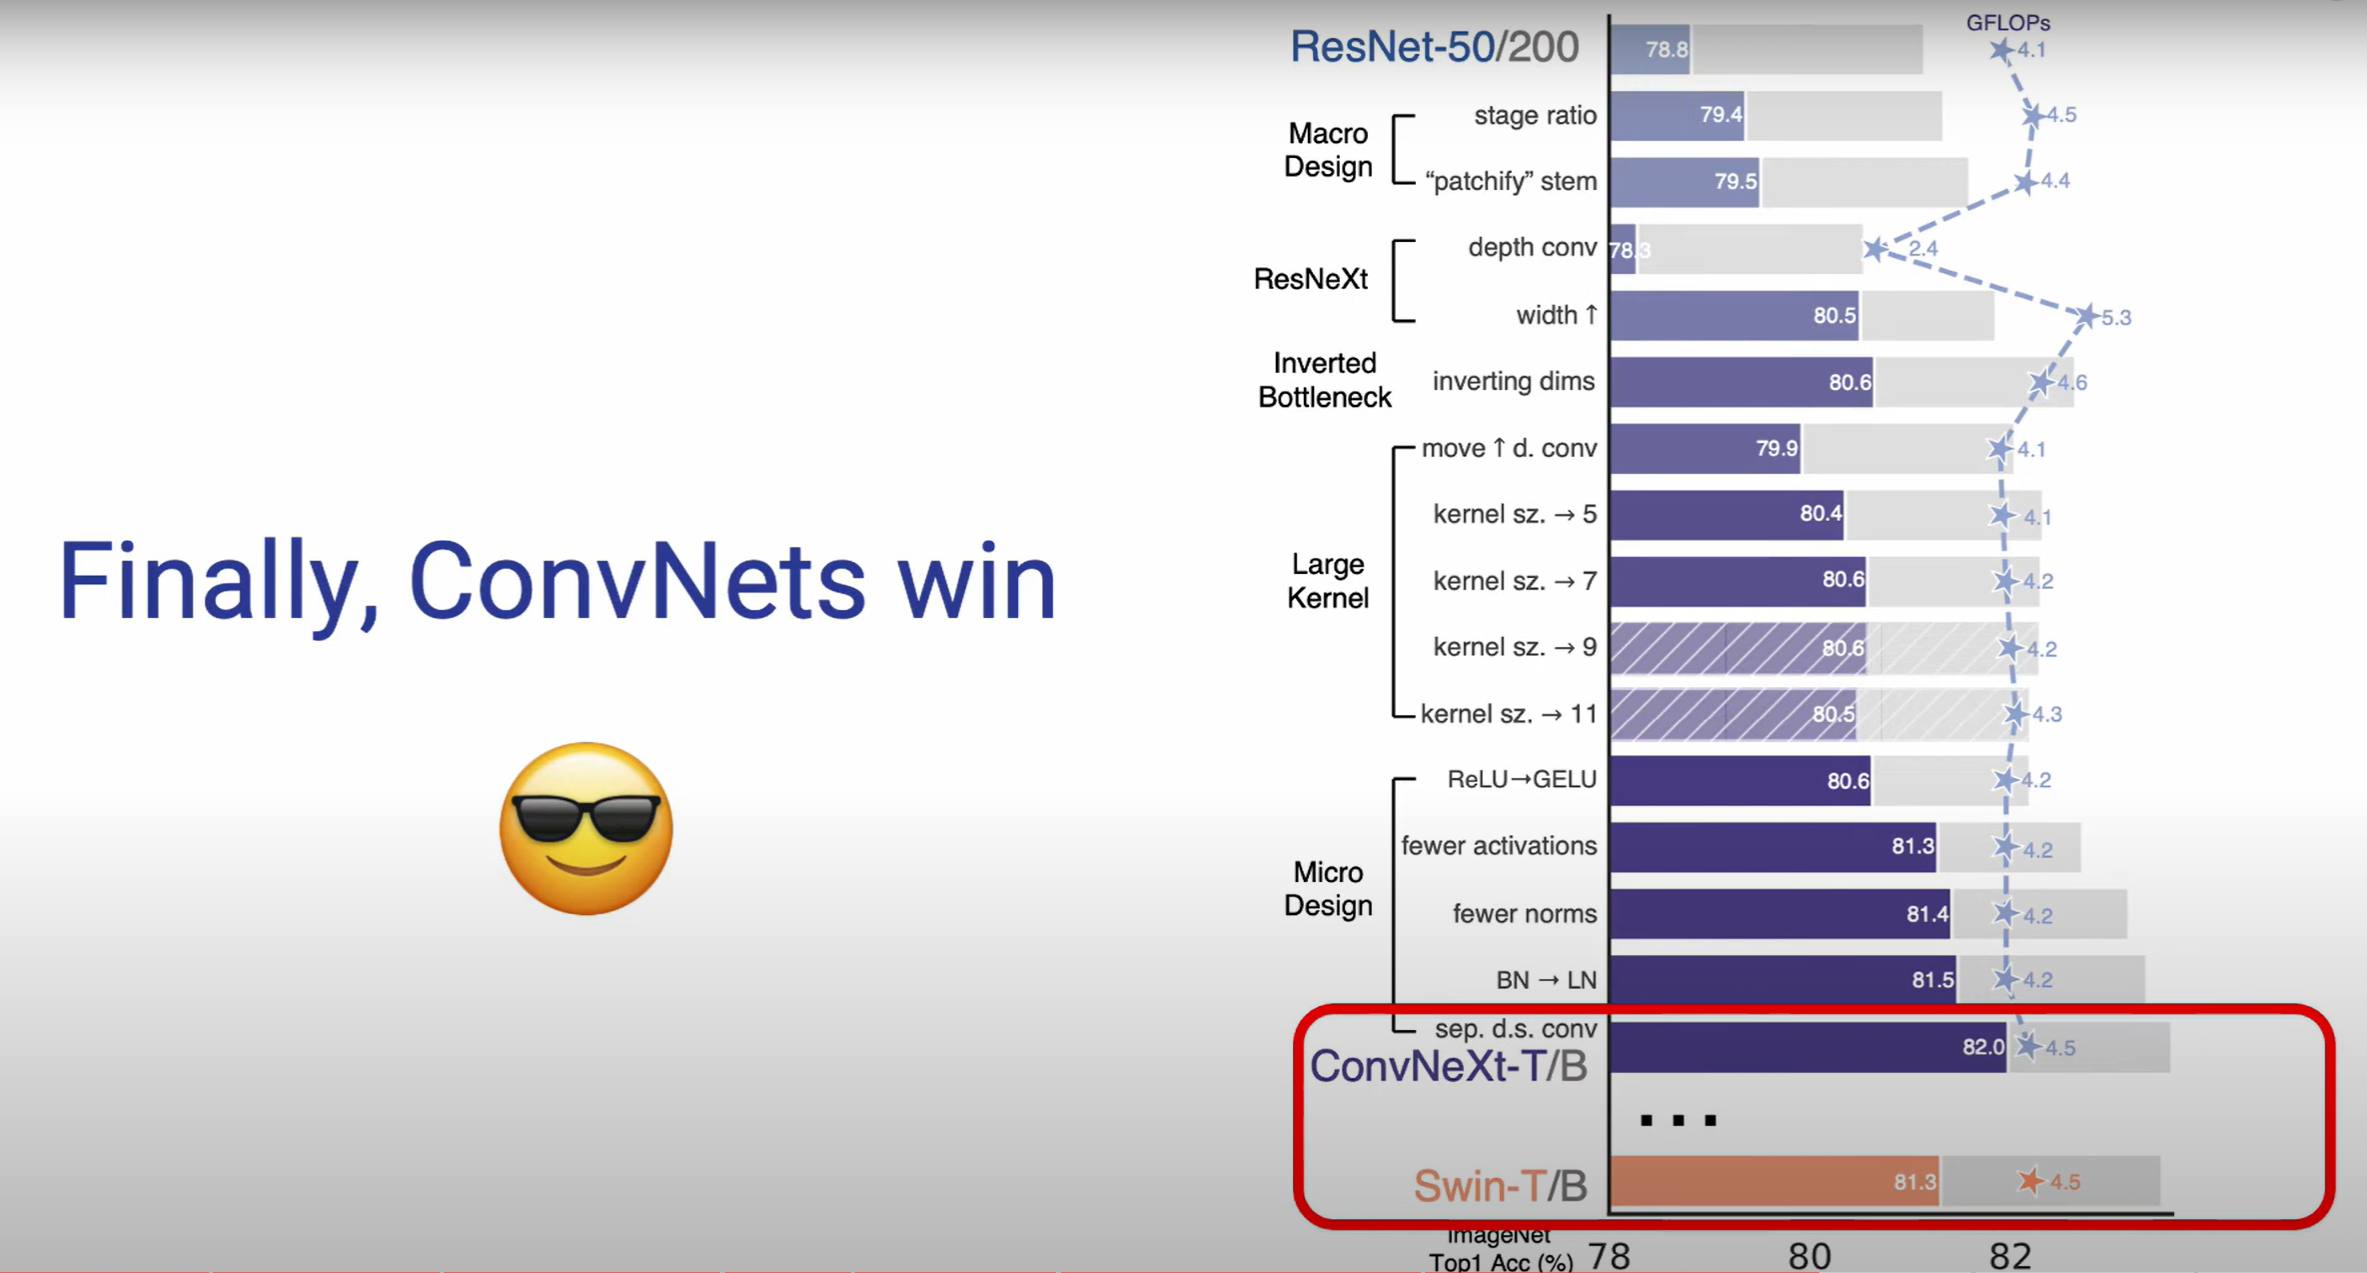 Finally, ConvNets win
GFLOPs
ResNet-50/200 78.8 4.1
Macro Design
stage ratio 79.4 4.5
“patchify” stem 79.5 4.4
ResNeXt
depth conv 78.3 2.4
width ↑ 80.5 5.3
Inverted Bottleneck
inverting dims 80.6 4.6
Large Kernel
move ↑ d. conv 79.9 4.1
kernel sz. → 5 80.4 4.1
kernel sz. → 7 80.6 4.2
kernel sz. → 9 80.6 4.2
kernel sz. → 11 80.5 4.3
Micro Design
ReLU→GELU 80.6 4.2
fewer activations 81.3 4.2
fewer norms 81.4 4.2
BN → LN 81.5 4.2
sep. d.s. conv
ConvNeXt-T/B 82.0 4.5
...
Swin-T/B 81.3 4.5
ImageNet
Top1 Acc (%) 78 80 82